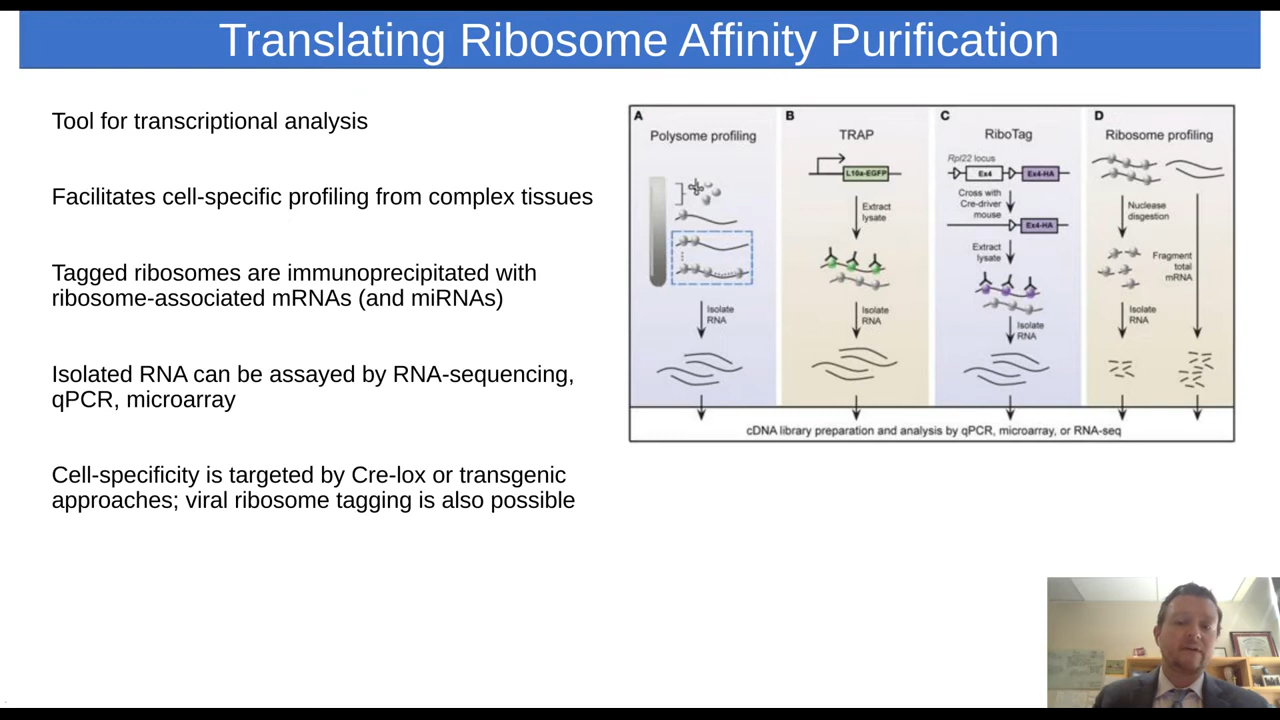 Translating Ribosome Affinity Purification
Tool for transcriptional analysis
Facilitates cell-specific profiling from complex tissues
Tagged ribosomes are immunoprecipitated with
ribosome-associated mRNAs (and miRNAs)
Isolated RNA can be assayed by RNA-sequencing,
qPCR, microarray
Cell-specificity is targeted by Cre-lox or transgenic
approaches; viral ribosome tagging is also possible
A
Polysome profiling
Isolate
RNA
B
TRAP
L10a-EGFP
Extract
lysate
Isolate
RNA
C
RiboTag
Rpl22 locus
Ex4
Ex4-HA
Cross with
Cre-driver
mouse
Ex4-HA
Extract
lysate
Isolate
RNA
D
Ribosome profiling
Nuclease
disgestion
Fragment
total
mRNA
Isolate
RNA
cDNA library preparation and analysis by qPCR, microarray, or RNA-seq